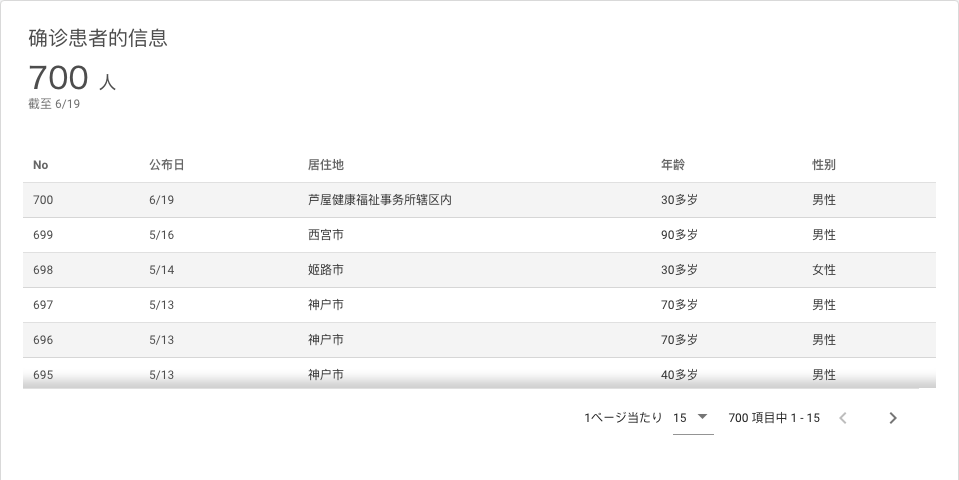 确诊患者的信息
700 人
截至 6/19
No 公布日 居住地 年龄 性别
700 6/19 芦屋健康福祉事务所辖区内 30多岁 男性
699 5/16 西宫市 90多岁 男性
698 5/14 姬路市 30多岁 女性
697 5/13 神户市 70多岁 男性
696 5/13 神户市 70多岁 男性
695 5/13 神户市 40多岁 男性
1ページ当たり 15 700 項目中 1 - 15